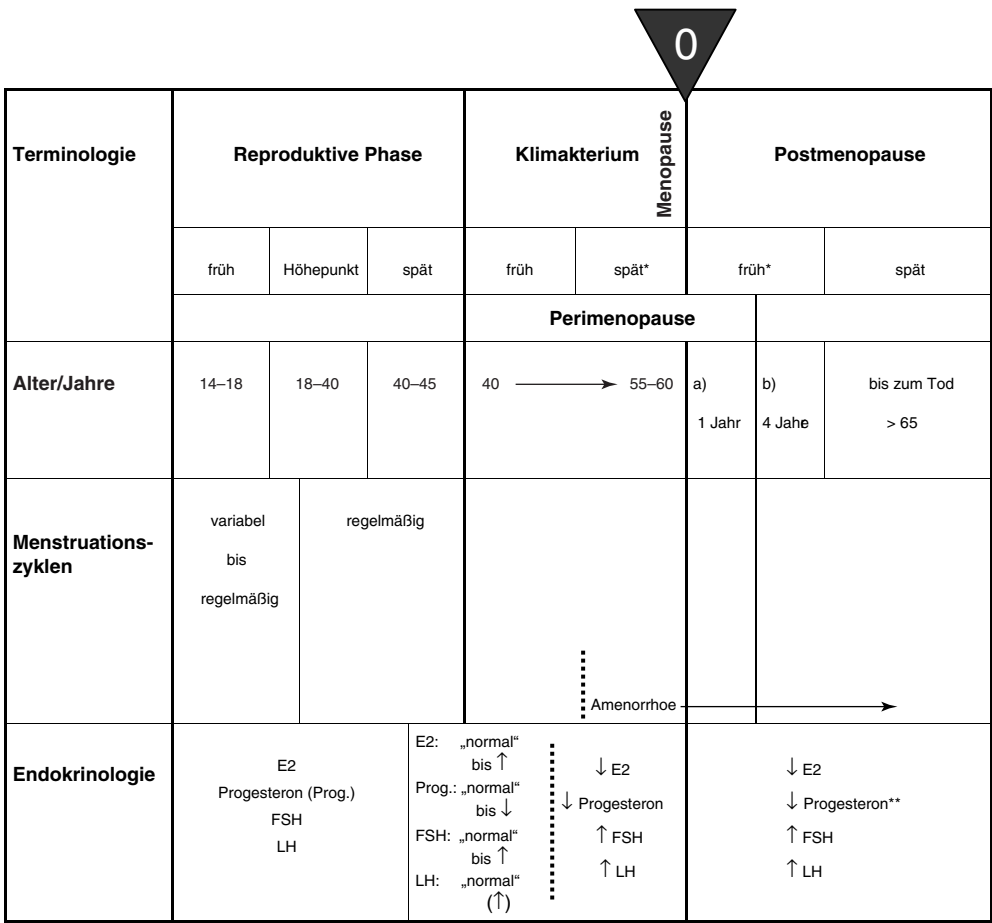 0
Terminologie
Reproduktive Phase
Klimakterium
Menopause
Postmenopause
früh
Höhepunkt
spät
früh
spät*
früh*
spät
Perimenopause
Alter/Jahre
14–18
18–40
40–45
40
55–60
a)
1 Jahr
b)
4 Jahre
bis zum Tod
> 65
Menstruations-
zyklen
variabel
bis
regelmäßig
regelmäßig
Amenorrhoe
Endokrinologie
E2
Progesteron (Prog.)
FSH
LH
E2: „normal“
bis ↑
Prog.: „normal“
bis ↓
FSH: „normal“
bis ↑
LH: „normal“
(↑)
↓ E2
↓ Progesteron
↑ FSH
↑ LH
↓ E2
↓ Progesteron**
↑ FSH
↑ LH